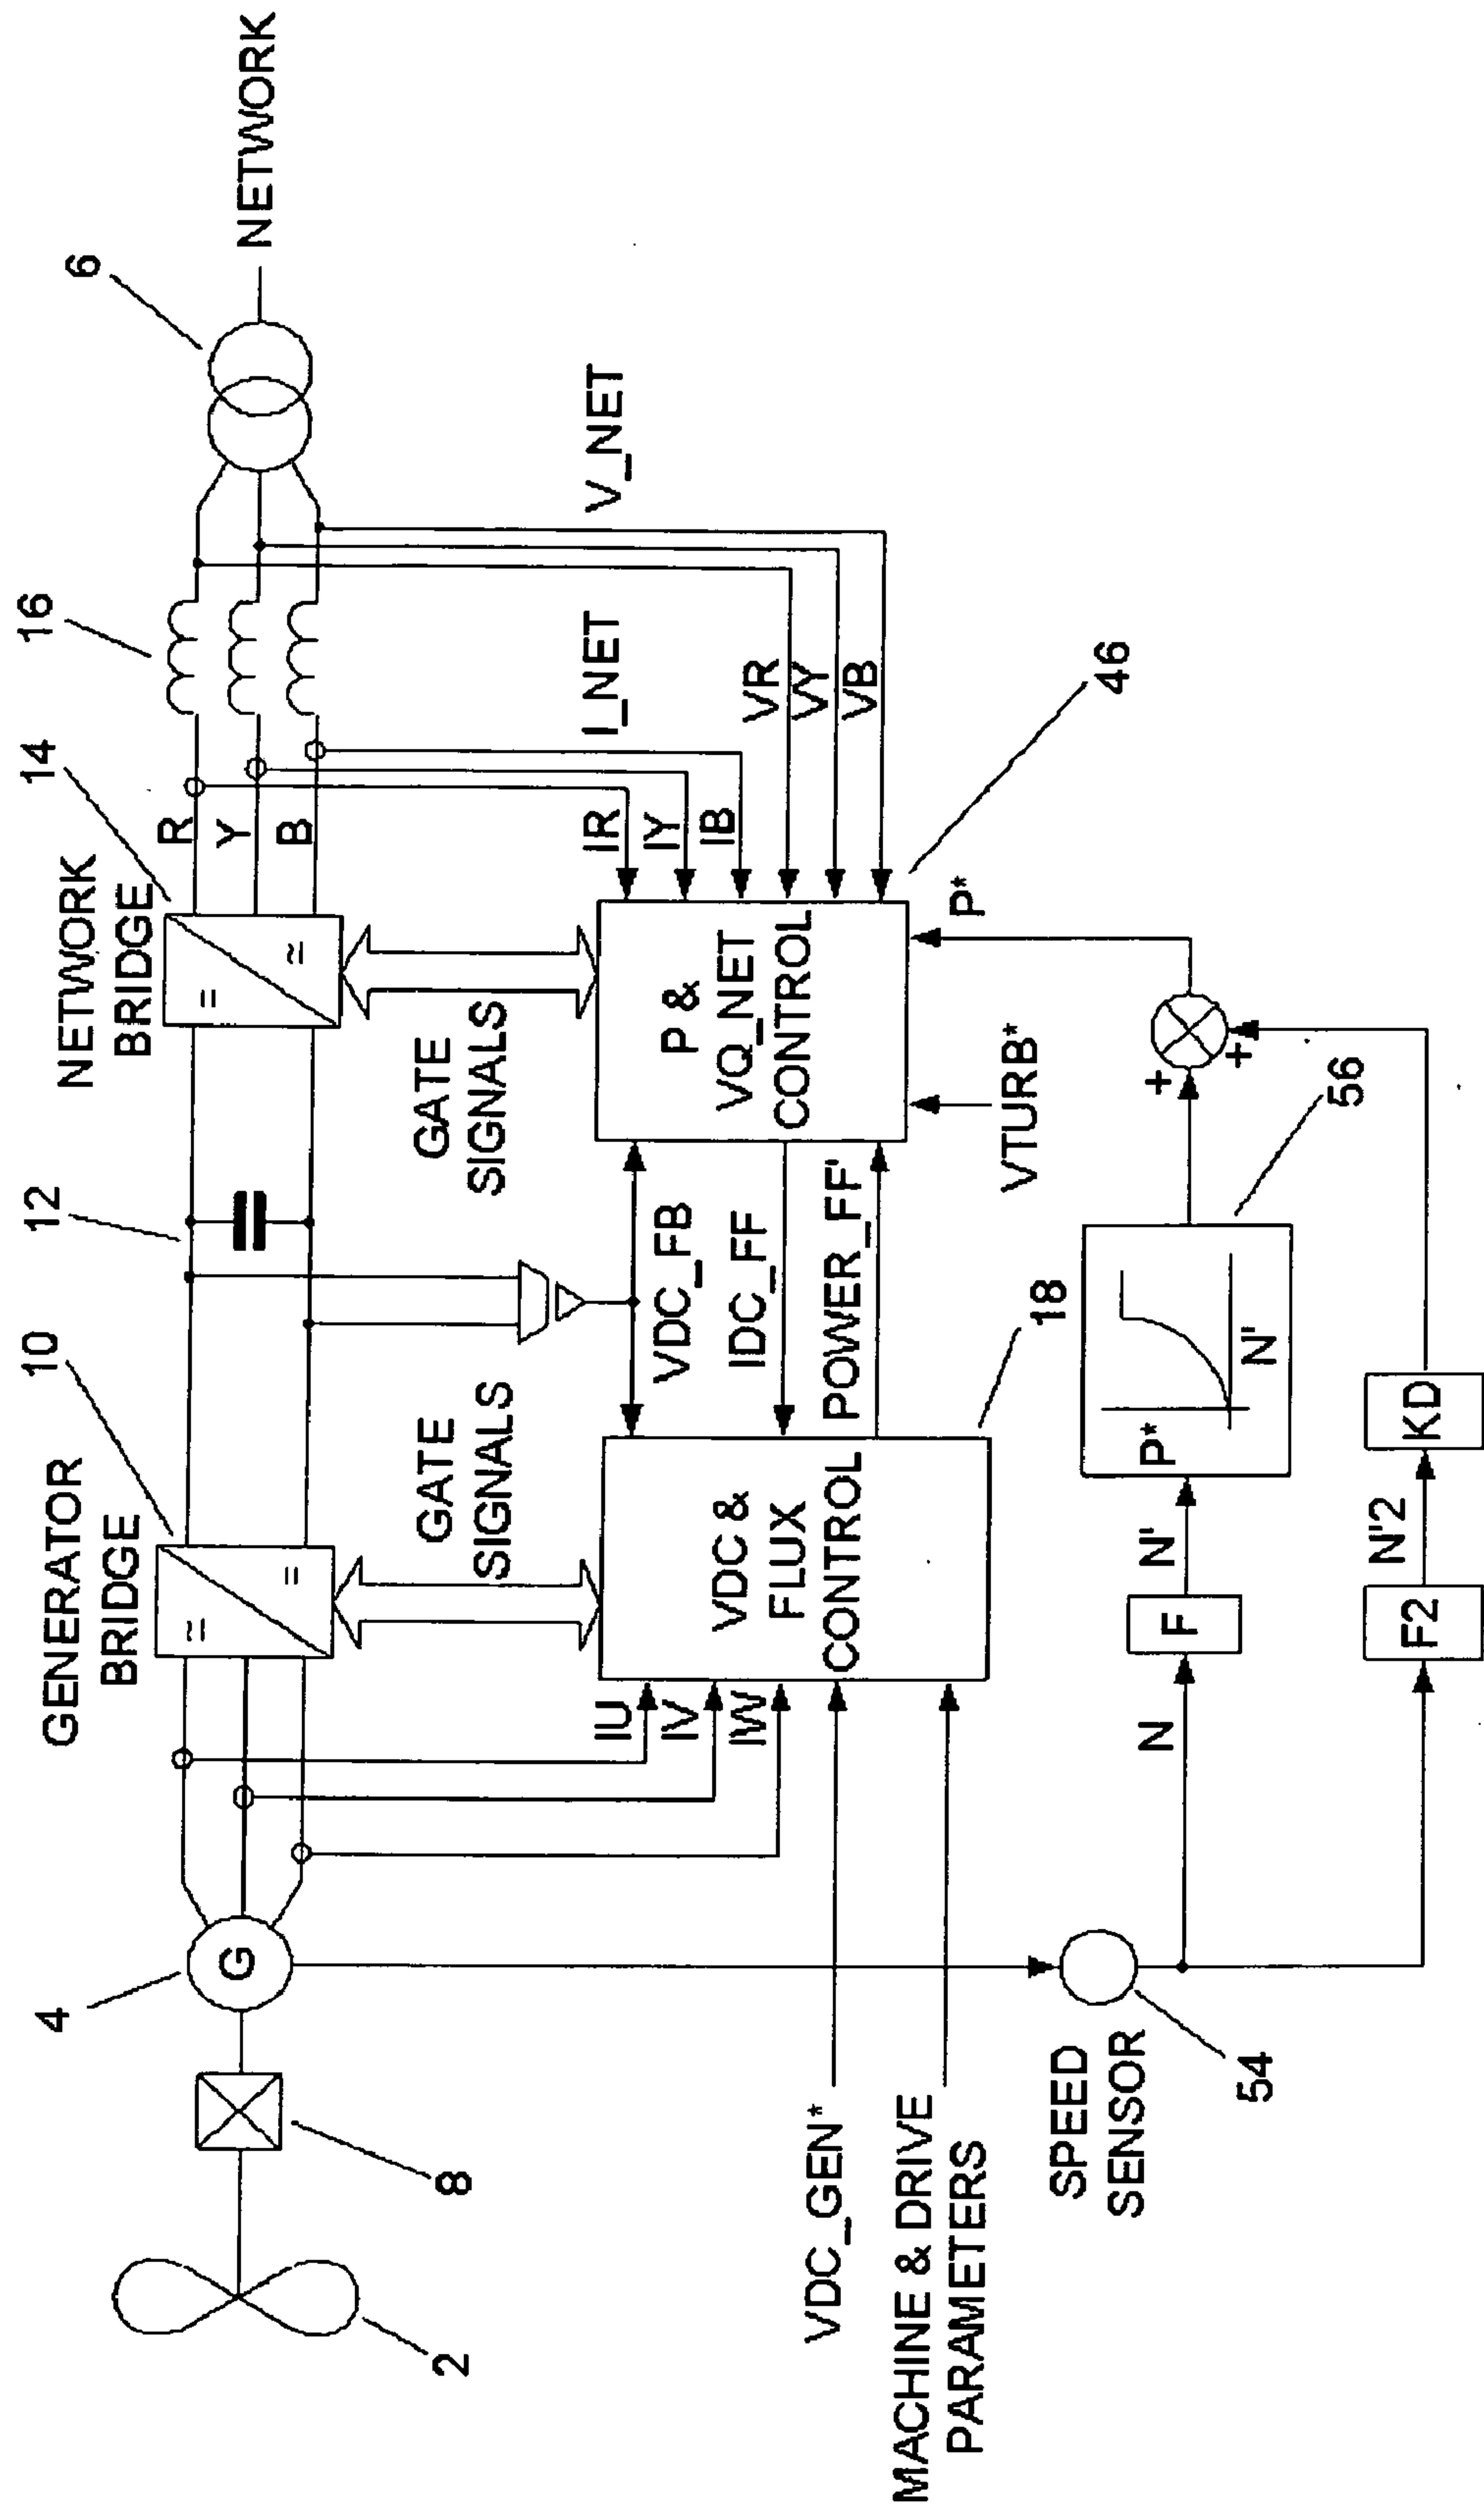 GENERATOR
BRIDGE
10
12
NETWORK
BRIDGE
14
16
6
NETWORK
4
G
8
2
≈
=
=
≈
R
Y
B
GATE
SIGNALS
GATE
SIGNALS
IU
IV
IW
VDC &
FLUX
CONTROL
VDC_FB
IDC_FF
POWER_FF'
P &
VQ_NET
CONTROL
IR
IY
IB
I_NET
VR
VY
VB
V_NET
46
VDC_GEN*
MACHINE & DRIVE
PARAMETERS
18
VTURB*
P*
SPEED
SENSOR
54
N
F
N'
P*
N'
56
+
+
F2
N'2
KD